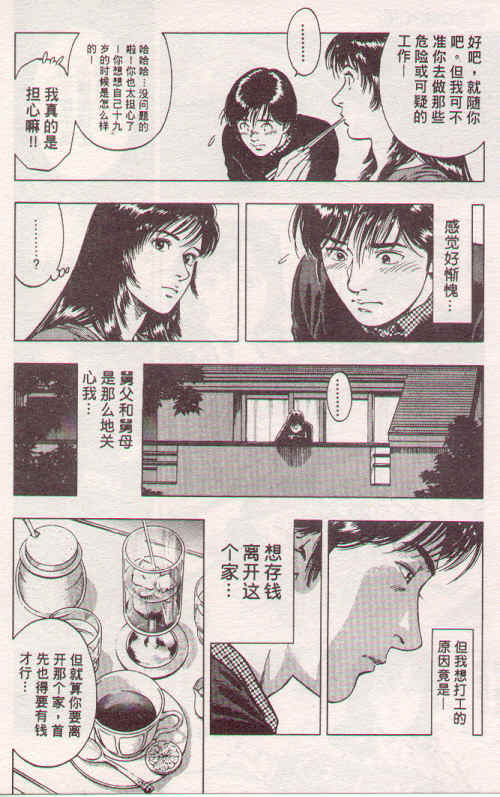 好吧，就随你
吧。但我可不
准你去做那些
危险或可疑的
工作—
………
哈哈哈…没问题的
啦！你也太担心了
—你想想自己十九
岁的时候是怎么样
的—
我真的是
担心嘛!!
感觉好惭愧…
………?
………
舅父和舅母
是那么地关
心我…
但我想打工的
原因竟是—
想存钱
离开这
个家…
但就算你要离
开那个家，首
先也得要有钱
才行…